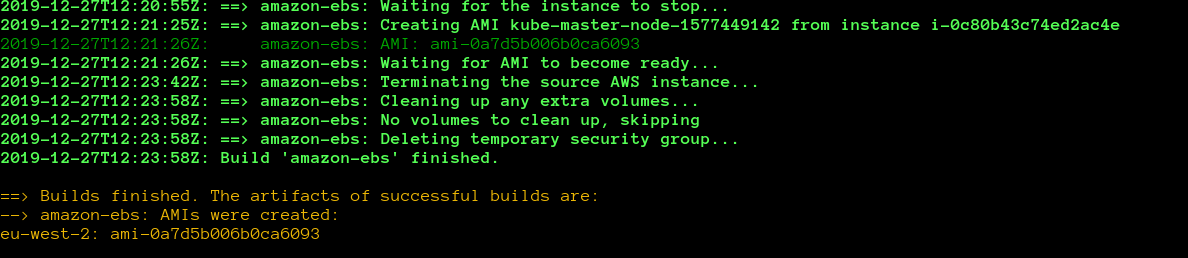 2019-12-27T12:20:55Z: ==> amazon-ebs: Waiting for the instance to stop...
2019-12-27T12:21:25Z: ==> amazon-ebs: Creating AMI kube-master-node-1577449142 from instance i-0c80b43c74ed2ac4e
2019-12-27T12:21:26Z:     amazon-ebs: AMI: ami-0a7d5b006b0ca6093
2019-12-27T12:21:26Z: ==> amazon-ebs: Waiting for AMI to become ready...
2019-12-27T12:23:42Z: ==> amazon-ebs: Terminating the source AWS instance...
2019-12-27T12:23:58Z: ==> amazon-ebs: Cleaning up any extra volumes...
2019-12-27T12:23:58Z: ==> amazon-ebs: No volumes to clean up, skipping
2019-12-27T12:23:58Z: ==> amazon-ebs: Deleting temporary security group...
2019-12-27T12:23:58Z: Build 'amazon-ebs' finished.
==> Builds finished. The artifacts of successful builds are:
--> amazon-ebs: AMIs were created:
eu-west-2: ami-0a7d5b006b0ca6093